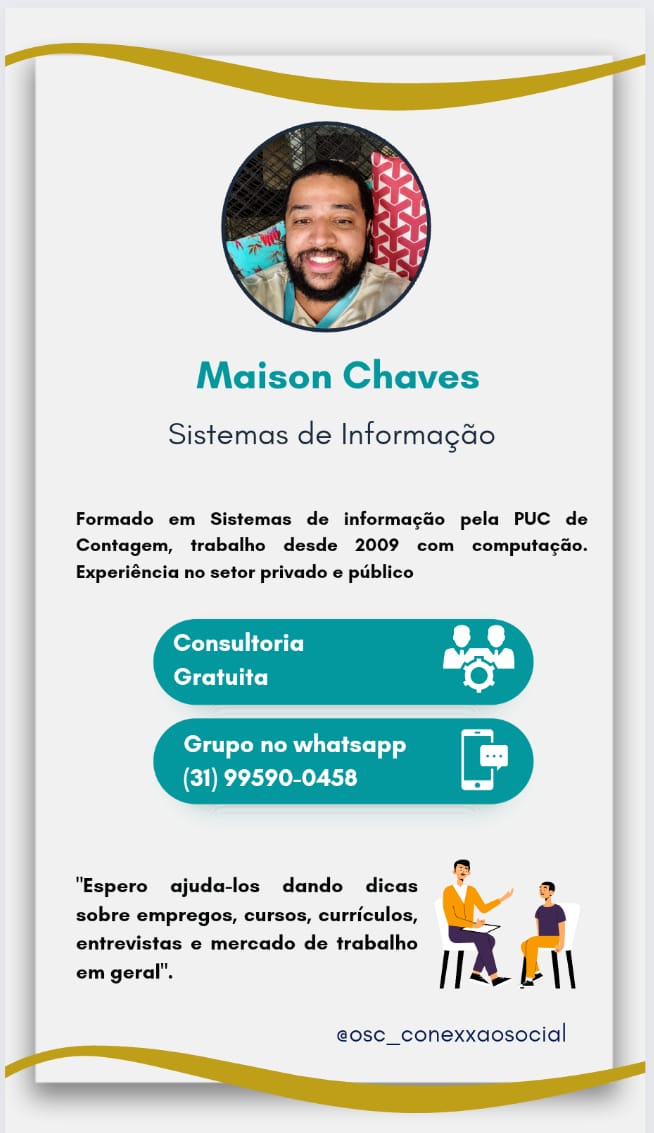 Maison Chaves
Sistemas de Informação
Formado em Sistemas de informação pela PUC de
Contagem, trabalho desde 2009 com computação.
Experiência no setor privado e público
Consultoria
Gratuita
Grupo no whatsapp
(31) 99590-0458
"Espero ajuda-los dando dicas
sobre empregos, cursos, currículos,
entrevistas e mercado de trabalho
em geral".
@osc_conexxaosocial